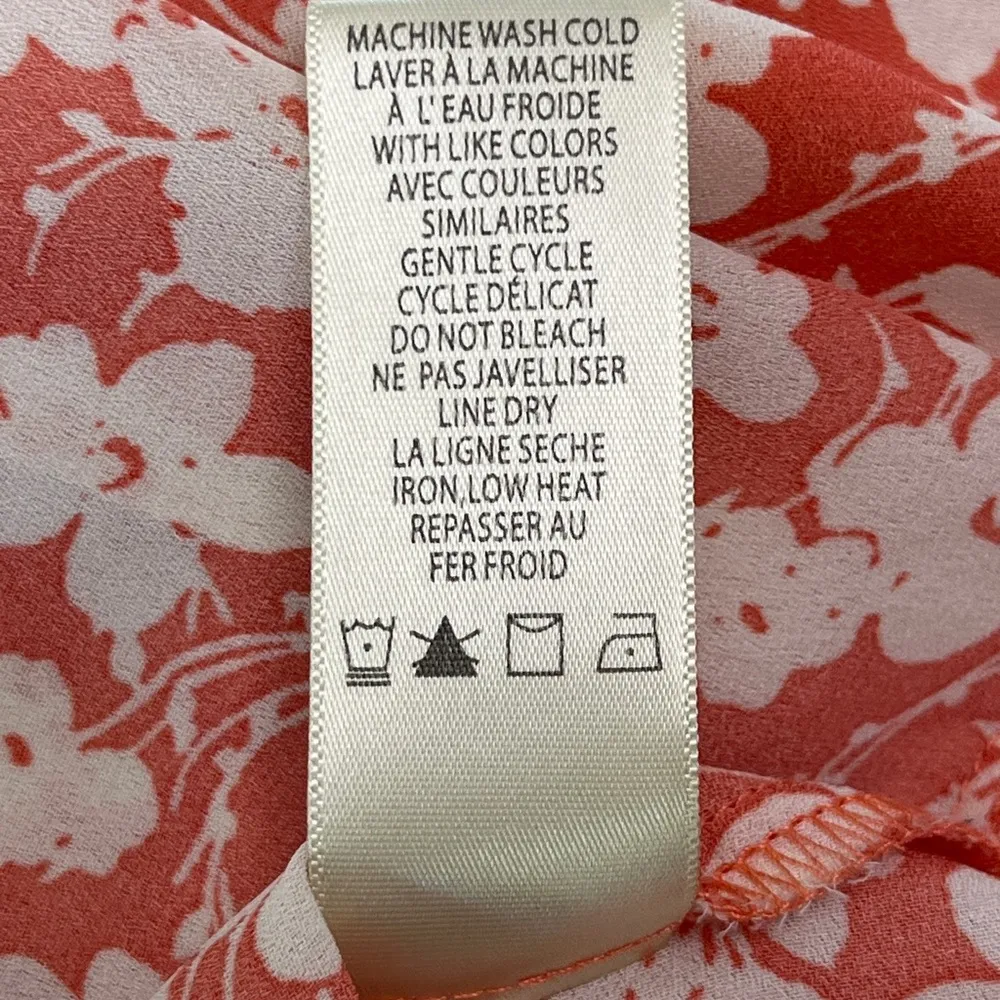 MACHINE WASH COLD
LAVER À LA MACHINE
À L'EAU FROIDE
WITH LIKE COLORS
AVEC COULEURS
SIMILAIRES
GENTLE CYCLE
CYCLE DÉLICAT
DO NOT BLEACH
NE PAS JAVELLISER
LINE DRY
LA LIGNE SECHE
IRON, LOW HEAT
REPASSER AU
FER FROID